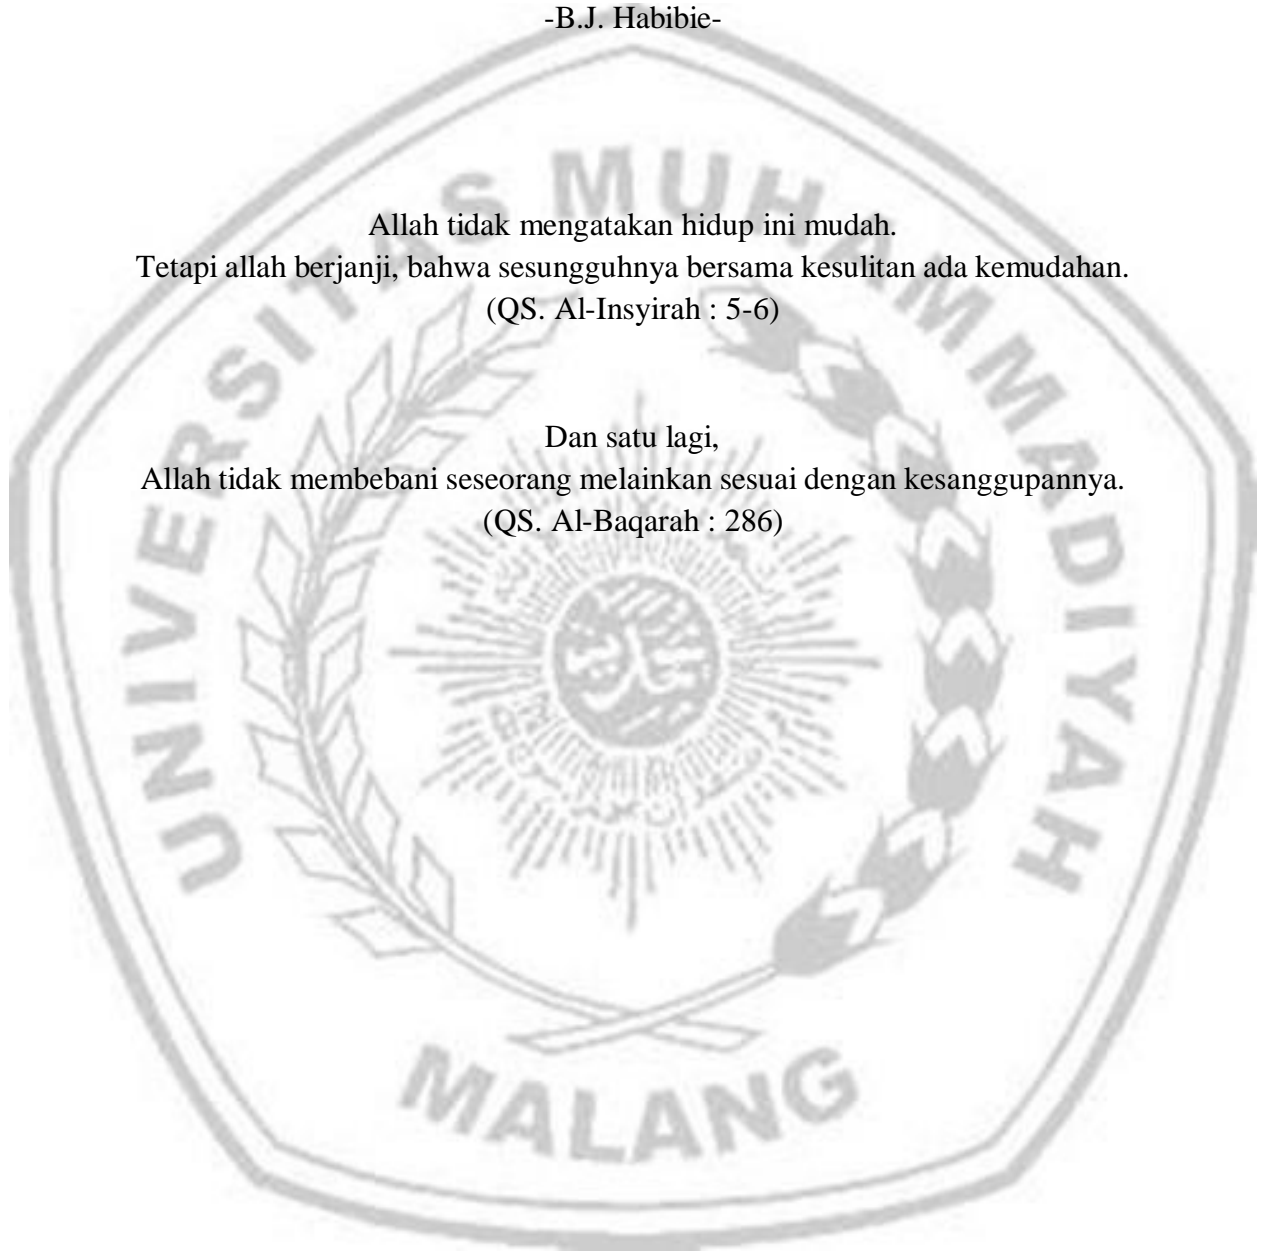 -B.J. Habibie-
Allah tidak mengatakan hidup ini mudah.
Tetapi allah berjanji, bahwa sesungguhnya bersama kesulitan ada kemudahan.
(QS. Al-Insyirah : 5-6)
Dan satu lagi,
Allah tidak membebani seseorang melainkan sesuai dengan kesanggupannya.
(QS. Al-Baqarah : 286)
UNIVERSITAS MUHAMMADIYAH
MALANG